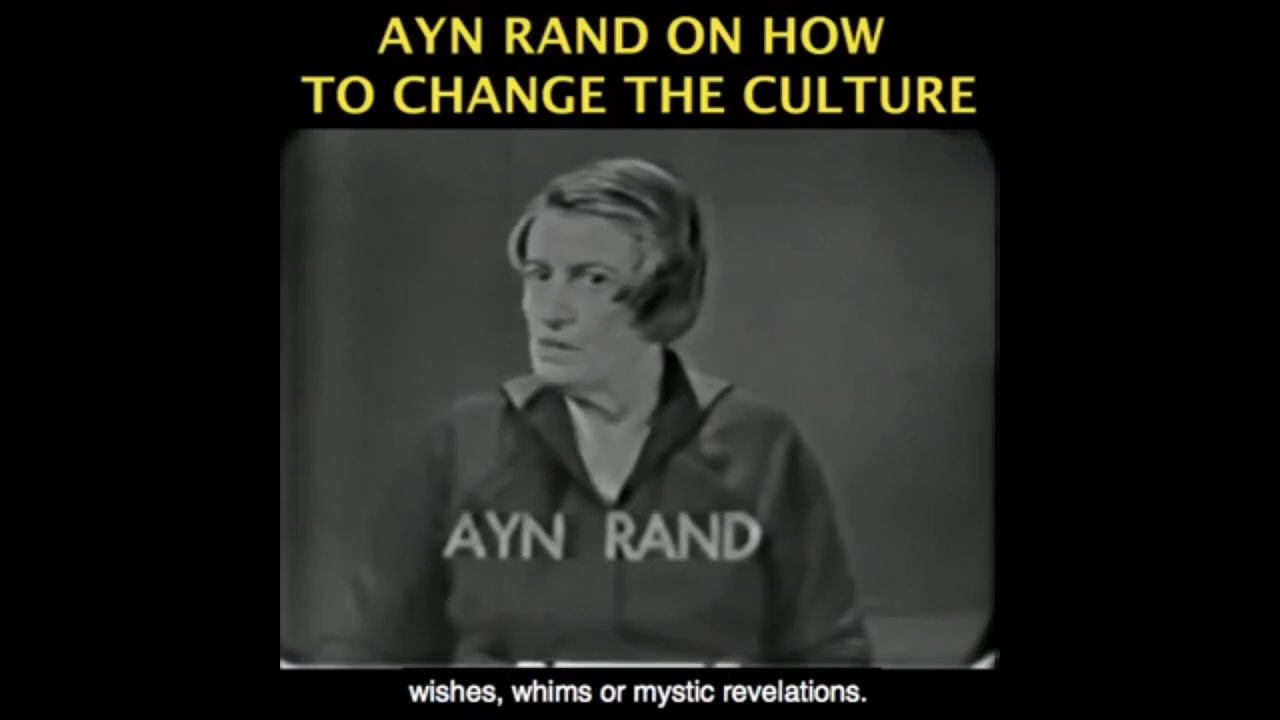 AYN RAND ON HOW
TO CHANGE THE CULTURE
AYN RAND
wishes, whims or mystic revelations.